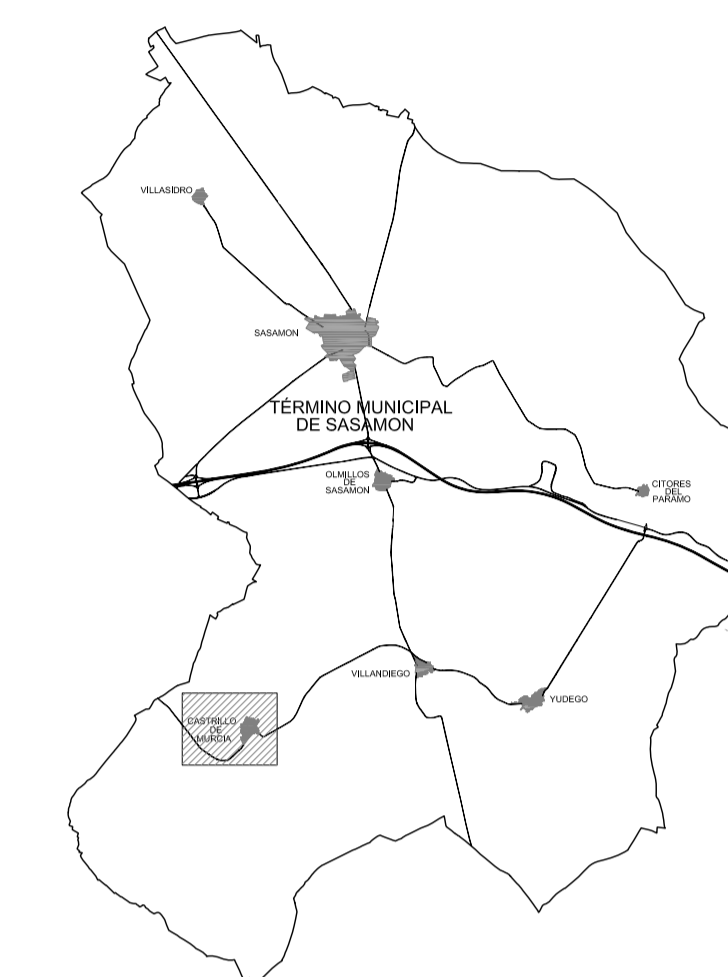 VILLASIDRO
SASAMON
TÉRMINO MUNICIPAL
DE SASAMON
OLMILLOS
DE
SASAMON
CITORES
DEL
PARAMO
VILLANDIEGO
YUDEGO
CASTRILLO
DE
MURCIA